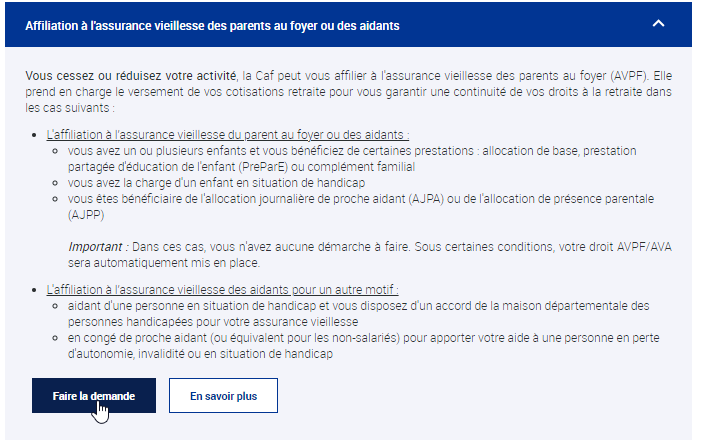 Affiliation à l'assurance vieillesse des parents au foyer ou des aidants
Vous cessez ou réduisez votre activité, la Caf peut vous affilier à l'assurance vieillesse des parents au foyer (AVPF). Elle
prend en charge le versement de vos cotisations retraite pour vous garantir une continuité de vos droits à la retraite dans
les cas suivants :
L'affiliation à l'assurance vieillesse du parent au foyer ou des aidants :
vous avez un ou plusieurs enfants et vous bénéficiez de certaines prestations : allocation de base, prestation
partagée d'éducation de l'enfant (PreParE) ou complément familial
vous avez la charge d'un enfant en situation de handicap
vous êtes bénéficiaire de l'allocation journalière de proche aidant (AJPA) ou de l'allocation de présence parentale
(AJPP)
Important : Dans ces cas, vous n'avez aucune démarche à faire. Sous certaines conditions, votre droit AVPF/AVA
sera automatiquement mis en place.
L'affiliation à l'assurance vieillesse des aidants pour un autre motif :
aidant d'une personne en situation de handicap et vous disposez d'un accord de la maison départementale des
personnes handicapées pour votre assurance vieillesse
en congé de proche aidant (ou équivalent pour les non-salariés) pour apporter votre aide à une personne en perte
d'autonomie, invalidité ou en situation de handicap
Faire la demande
En savoir plus